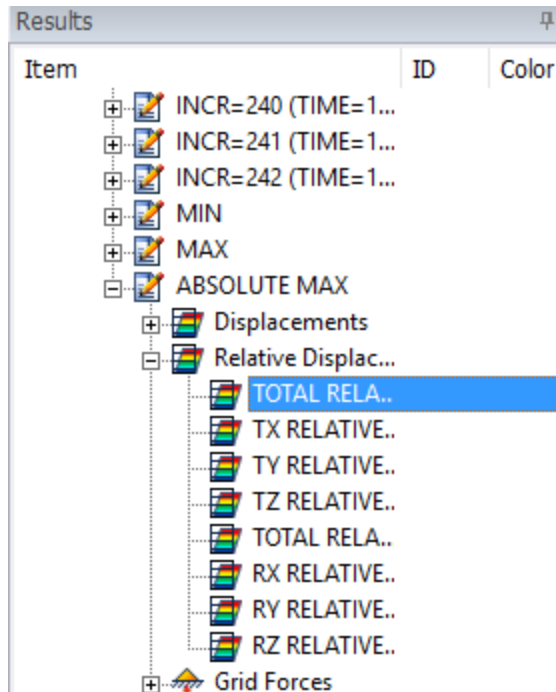 Results
Item ID Color
INCR=240 (TIME=1...
INCR=241 (TIME=1...
INCR=242 (TIME=1...
MIN
MAX
ABSOLUTE MAX
Displacements
Relative Displac...
TOTAL RELA..
TX RELATIVE..
TY RELATIVE..
TZ RELATIVE..
TOTAL RELA..
RX RELATIVE..
RY RELATIVE..
RZ RELATIVE..
Grid Forces